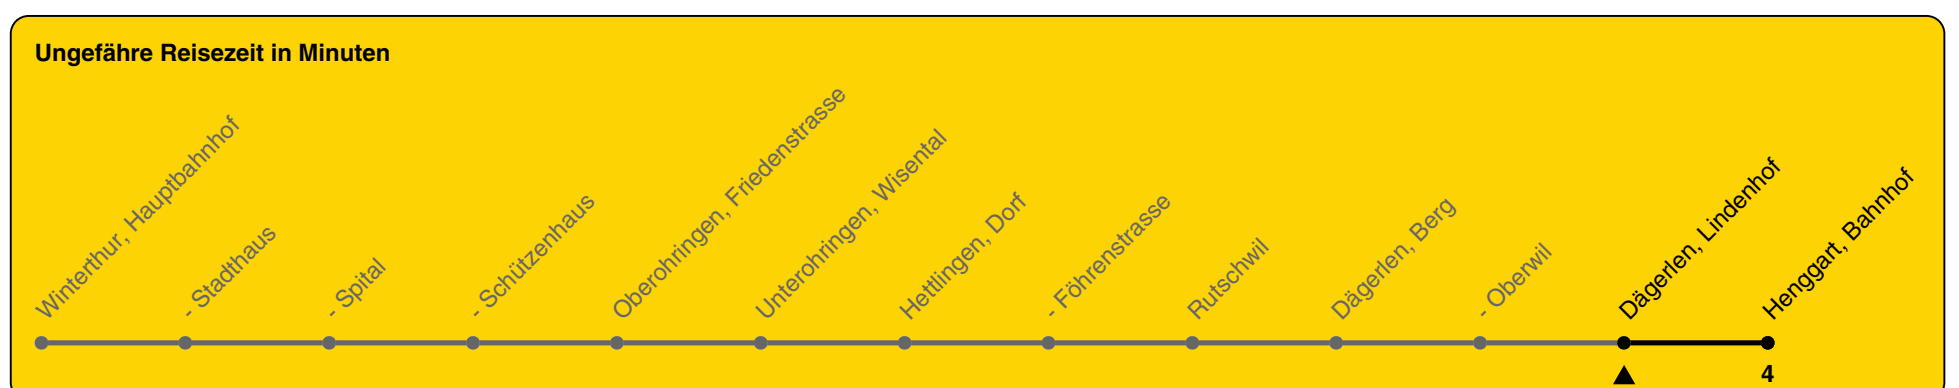 Ungefähre Reisezeit in Minuten
Winterthur, Hauptbahnhof
- Stadthaus
- Spital
- Schützenhaus
Oberohringen, Friedenstrasse
Unterohringen, Wisental
Hettlingen, Dorf
- Föhrenstrasse
Rutschwil
Dägerlen, Berg
- Oberwil
Dägerlen, Lindenhof
Henggart, Bahnhof
4